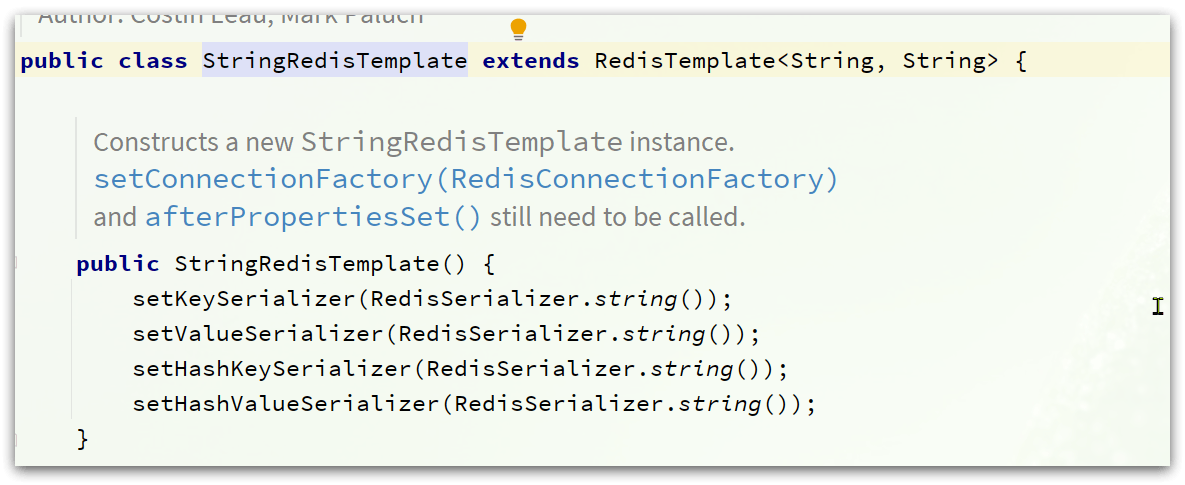 Author: Costin Leau, Mark Paluch
public class StringRedisTemplate extends RedisTemplate<String, String> {
Constructs a new StringRedisTemplate instance.
setConnectionFactory(RedisConnectionFactory)
and afterPropertiesSet() still need to be called.
public StringRedisTemplate() {
setKeySerializer(RedisSerializer.string());
setValueSerializer(RedisSerializer.string());
setHashKeySerializer(RedisSerializer.string());
setHashValueSerializer(RedisSerializer.string());
}